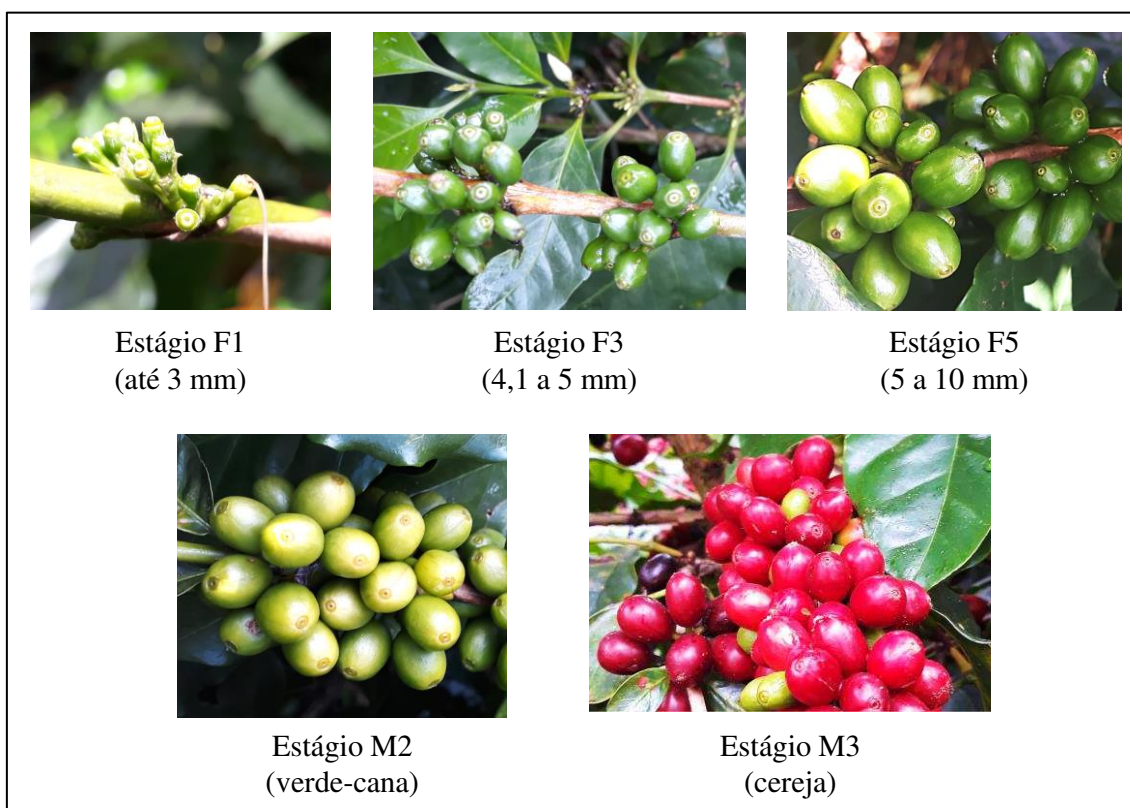 Estágio F1
(até 3 mm)
Estágio F3
(4,1 a 5 mm)
Estágio F5
(5 a 10 mm)
Estágio M2
(verde-cana)
Estágio M3
(cereja)